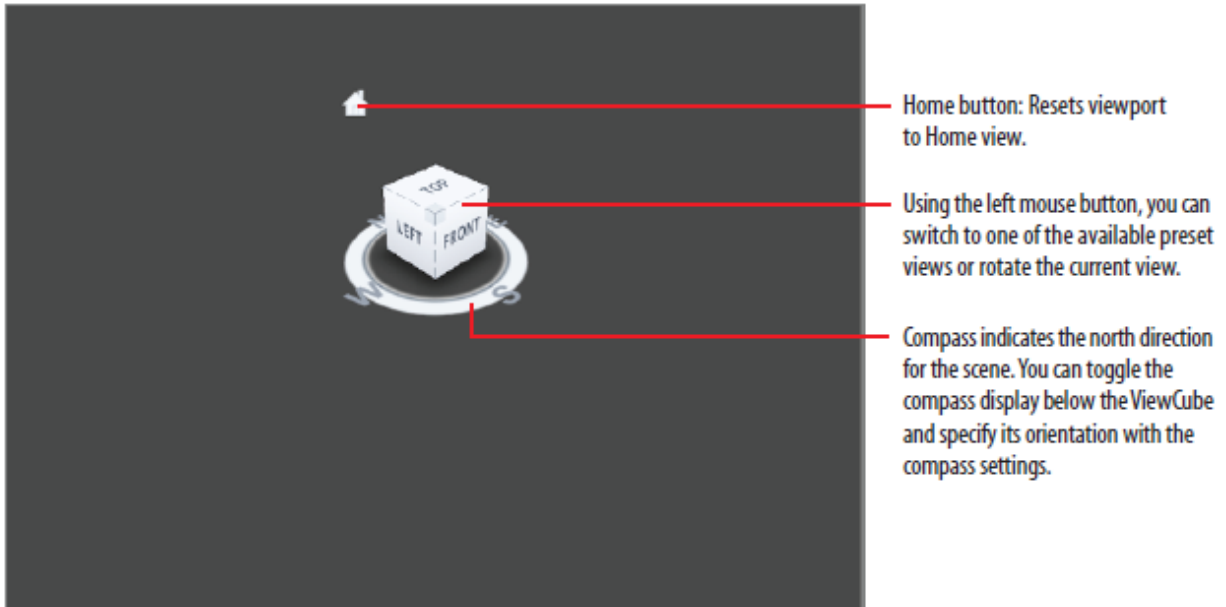 Home button: Resets viewport
to Home view.
TOP
LEFT
FRONT
E
W
S
Using the left mouse button, you can
switch to one of the available preset
views or rotate the current view.
Compass indicates the north direction
for the scene. You can toggle the
compass display below the ViewCube
and specify its orientation with the
compass settings.